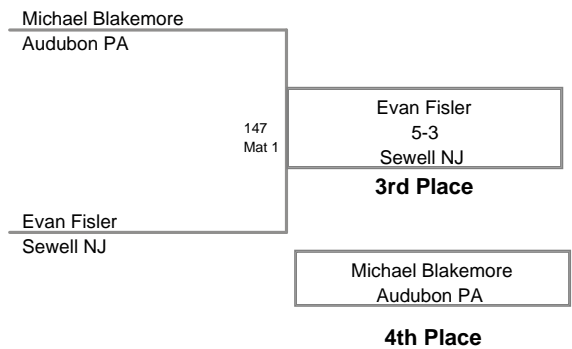 Michael Blakemore
Audubon PA
147
Mat 1
Evan Fisler
5-3
Sewell NJ
3rd Place
Evan Fisler
Sewell NJ
Michael Blakemore
Audubon PA
4th Place